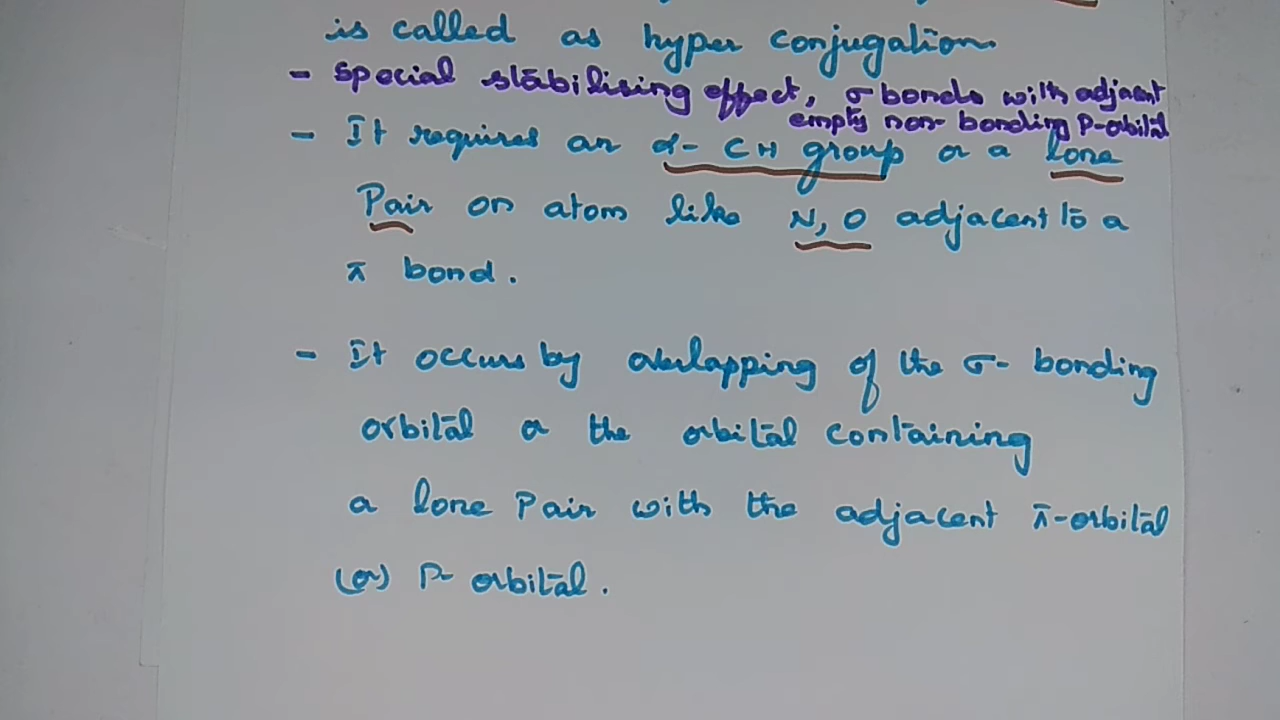 is called as hyper conjugation.
- special stabilising effect, σ bonds with adjacent
empty non-bonding P-orbital
- It requires an α- CH group or a lone
Pair on atom like N, O adjacent to a
π bond.
- It occurs by overlapping of the σ- bonding
orbital or the orbital containing
a lone Pair with the adjacent π-orbital
(or) P- orbital.